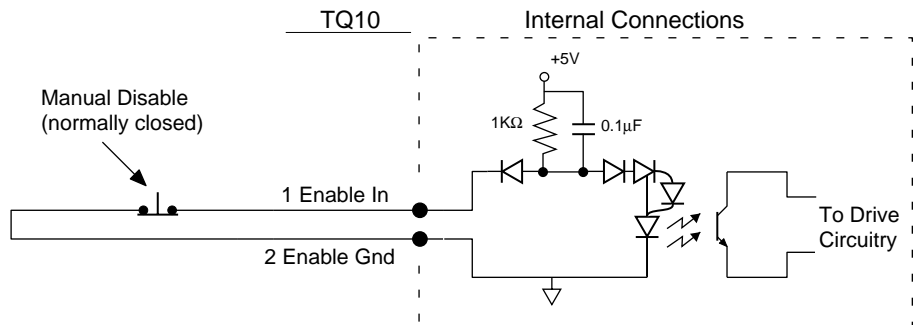 TQ10
Internal Connections
+5V
Manual Disable
(normally closed)
1KΩ
0.1µF
1 Enable In
2 Enable Gnd
To Drive
Circuitry